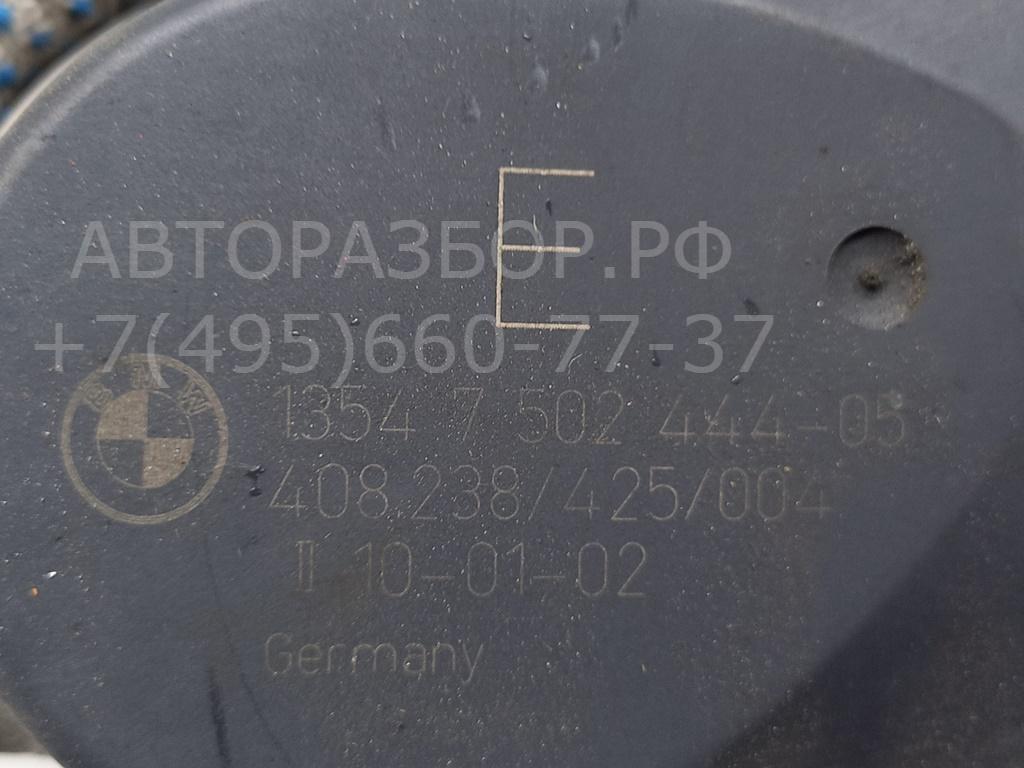 E
АВТОРАЗБОР.РФ
+7(495)660-77-37
BMW
1354 7 502 444-05
408.238/425/004
II 10-01-02
Germany